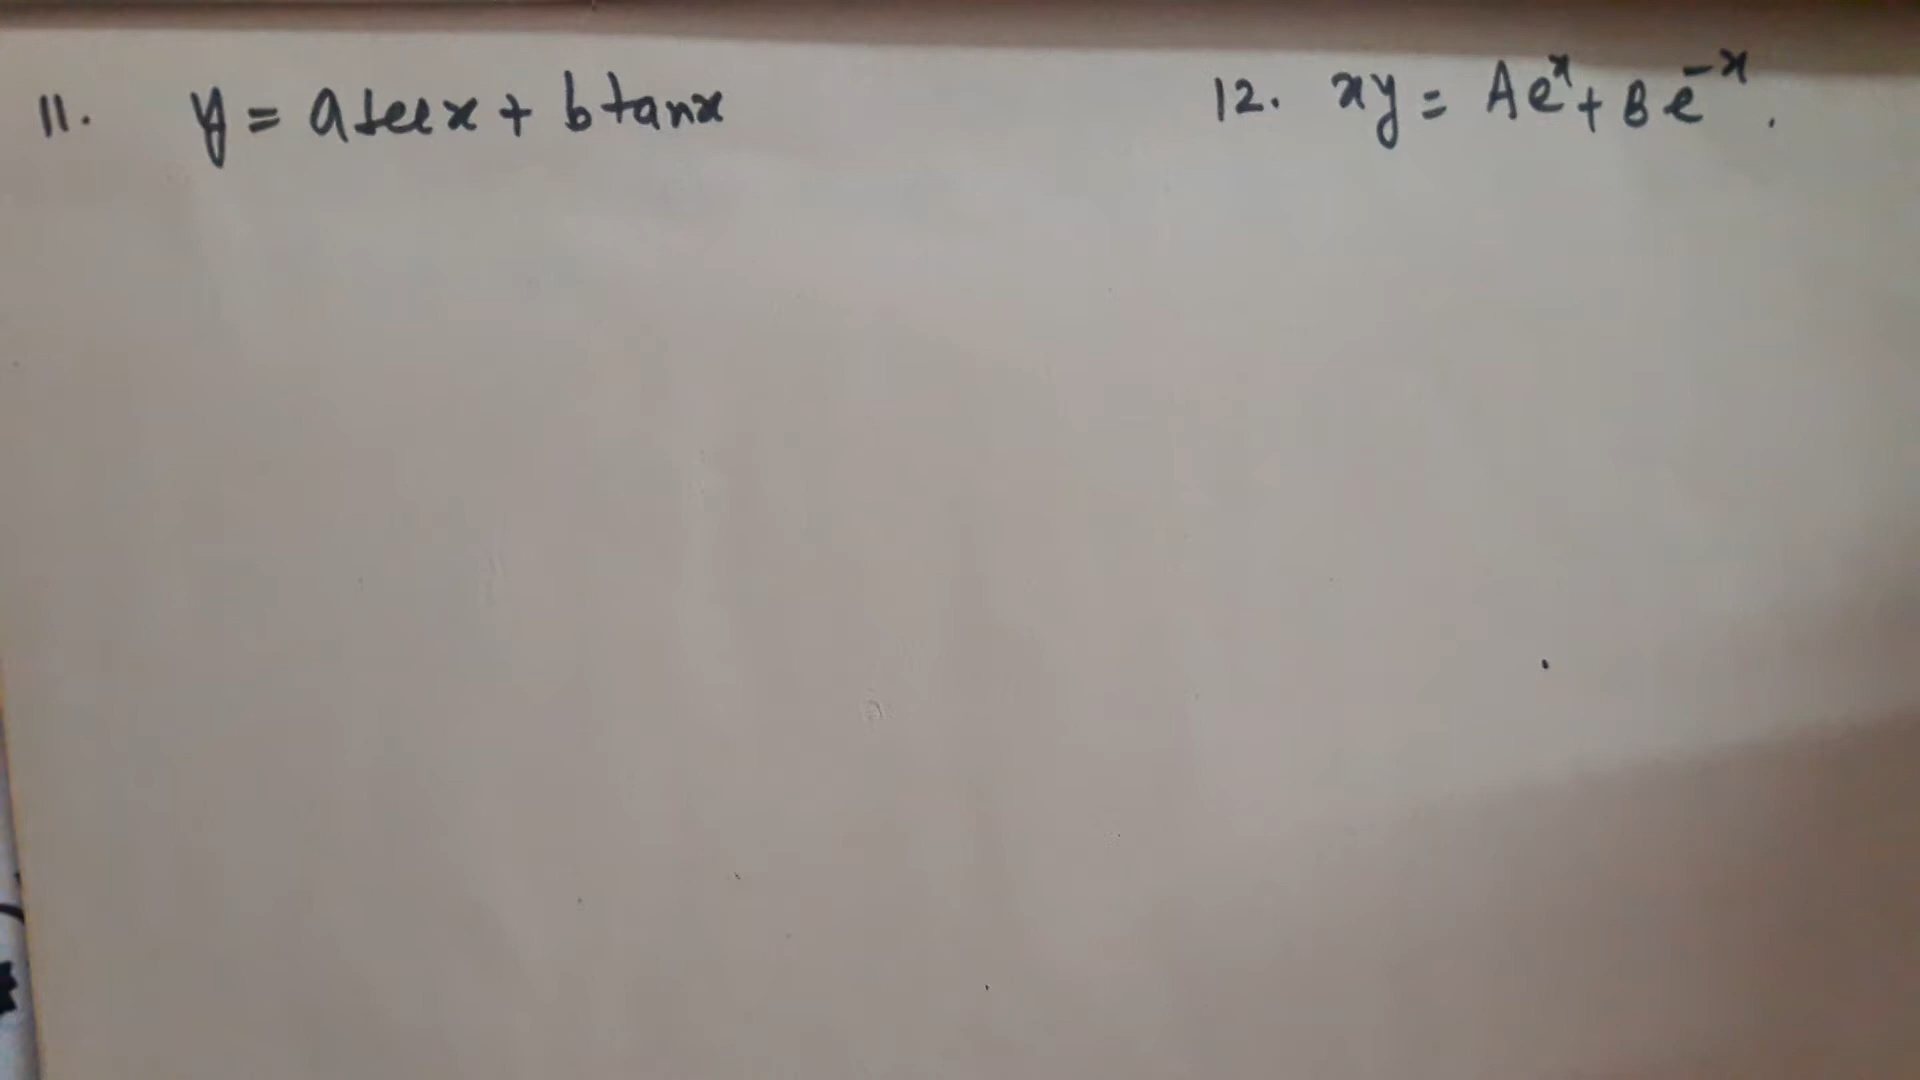 11. y = a sec x + b tan x
12. xy = Ae^x + Be^-x.